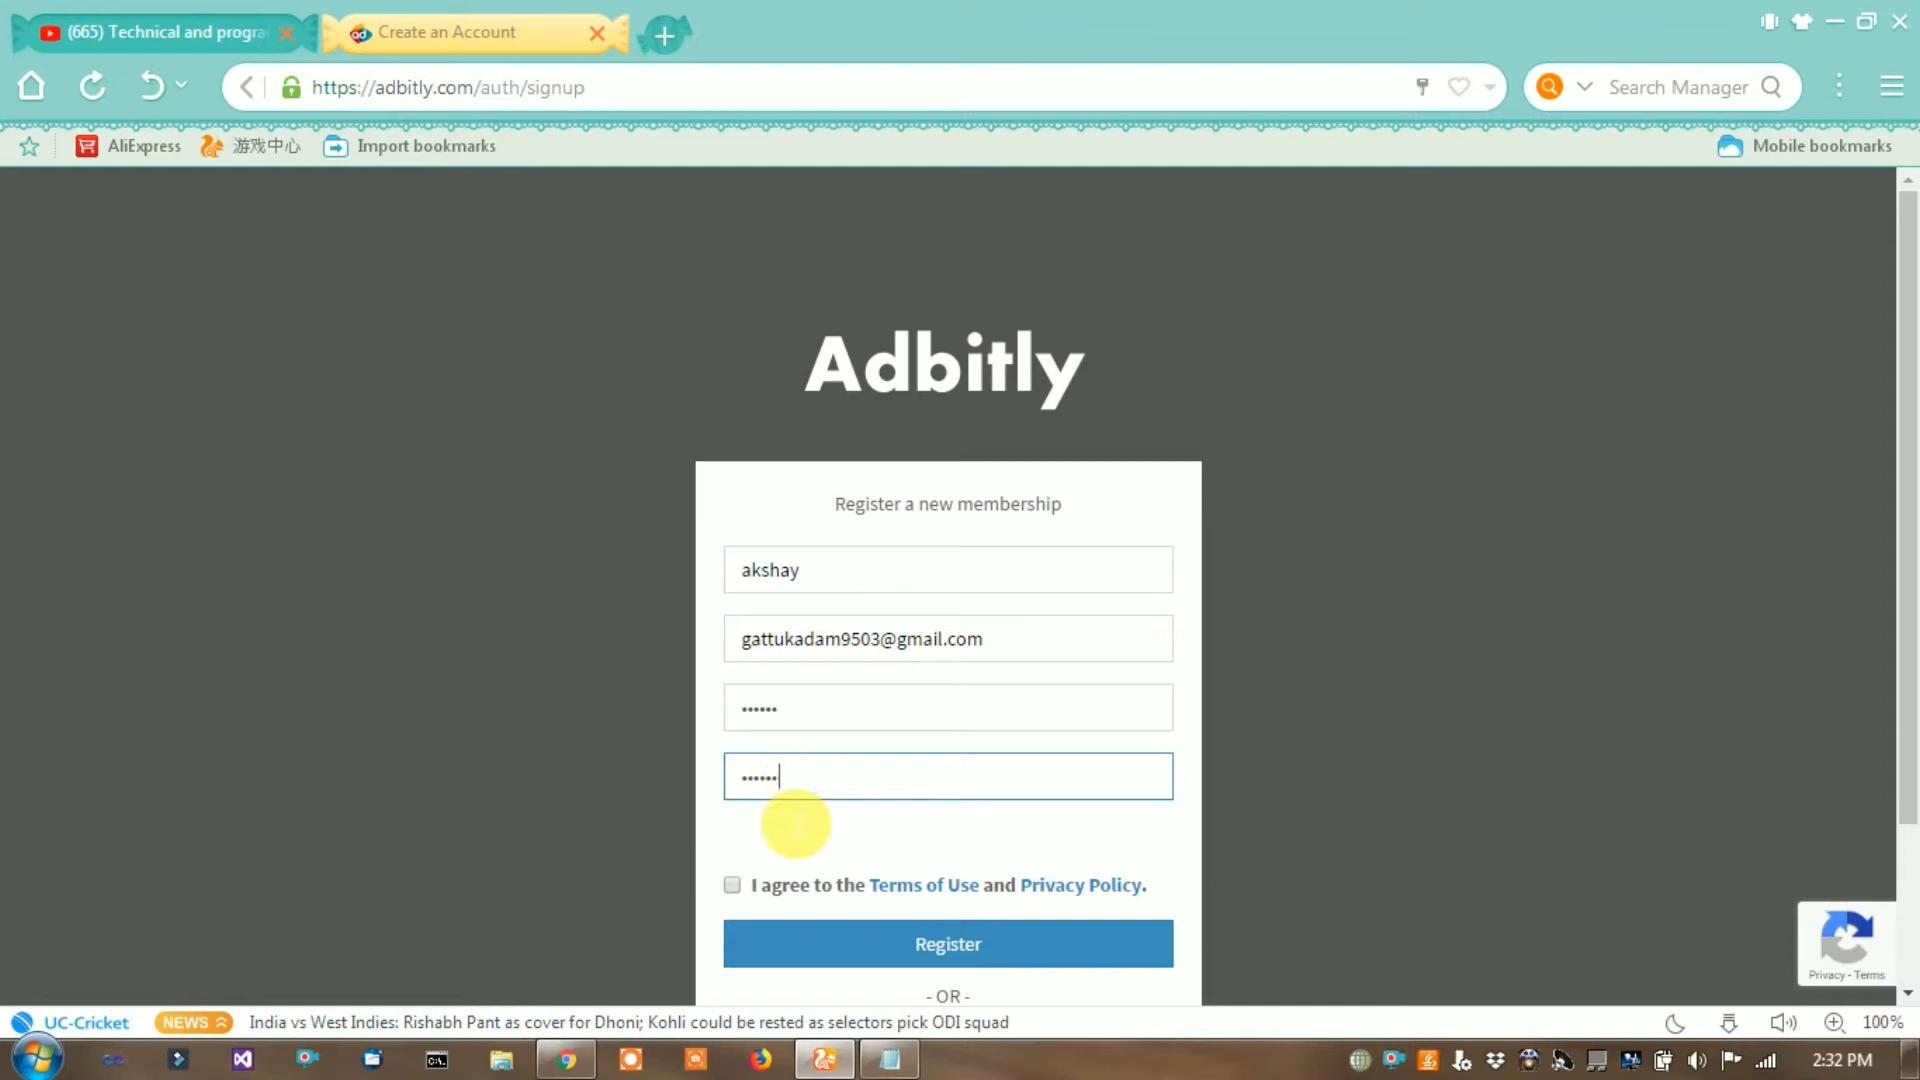 (665) Technical and progra
Create an Account
https://adbitly.com/auth/signup
Search Manager
AliExpress
游戏中心
Import bookmarks
Mobile bookmarks
Adbitly
Register a new membership
akshay
gattukadam9503@gmail.com
••••••
••••••
I agree to the Terms of Use and Privacy Policy.
Register
- OR -
Privacy - Terms
UC-Cricket
NEWS
India vs West Indies: Rishabh Pant as cover for Dhoni; Kohli could be rested as selectors pick ODI squad
100%
2:32 PM